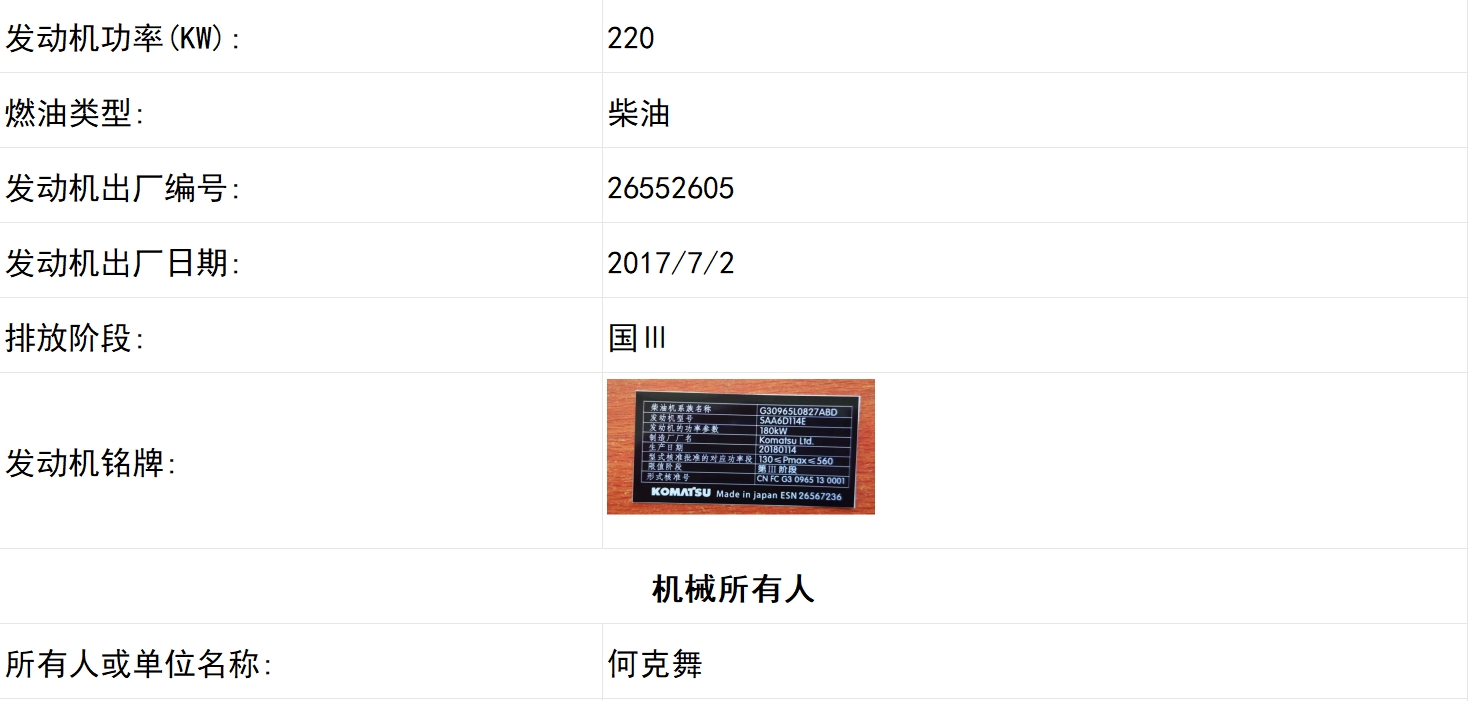 发动机功率(KW): 220
燃油类型: 柴油
发动机出厂编号: 26552605
发动机出厂日期: 2017/7/2
排放阶段: 国Ⅲ
发动机铭牌:
柴油机系族名称 G30965L0827ABD
发动机型号 SAA6D114E
发动机的功率参数 180kW
制造厂厂名 Komatsu Ltd.
生产日期 20180114
型式核准批准的对应功率段 130≤Pmax≤560
限值阶段 第Ⅲ阶段
形式核准号 CN FC G3 0965 13 0001
KOMATSU Made in japan ESN 26567236
机械所有人
所有人或单位名称: 何克舞